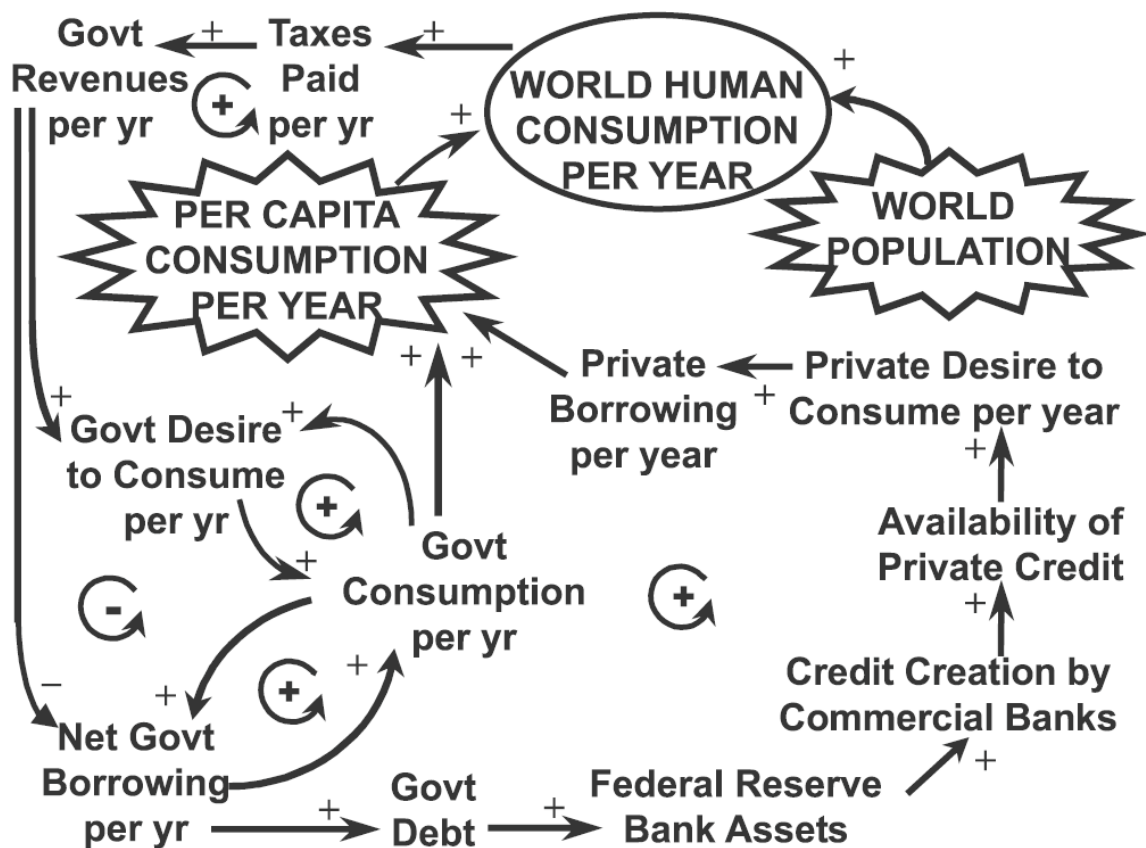 Govt
Revenues
per yr
+
Taxes
Paid
per yr
+
WORLD HUMAN
CONSUMPTION
PER YEAR
+
+
+
PER CAPITA
CONSUMPTION
PER YEAR
WORLD
POPULATION
+
+
Private
Borrowing
per year
+
Private Desire to
Consume per year
+
+
Govt Desire
to Consume
per yr
+
+
+
Govt
Consumption
per yr
+
Availability of
Private Credit
+
-
+
+
+
−
Net Govt
Borrowing
per yr
Credit Creation by
Commercial Banks
+
+
Govt
Debt
+
Federal Reserve
Bank Assets